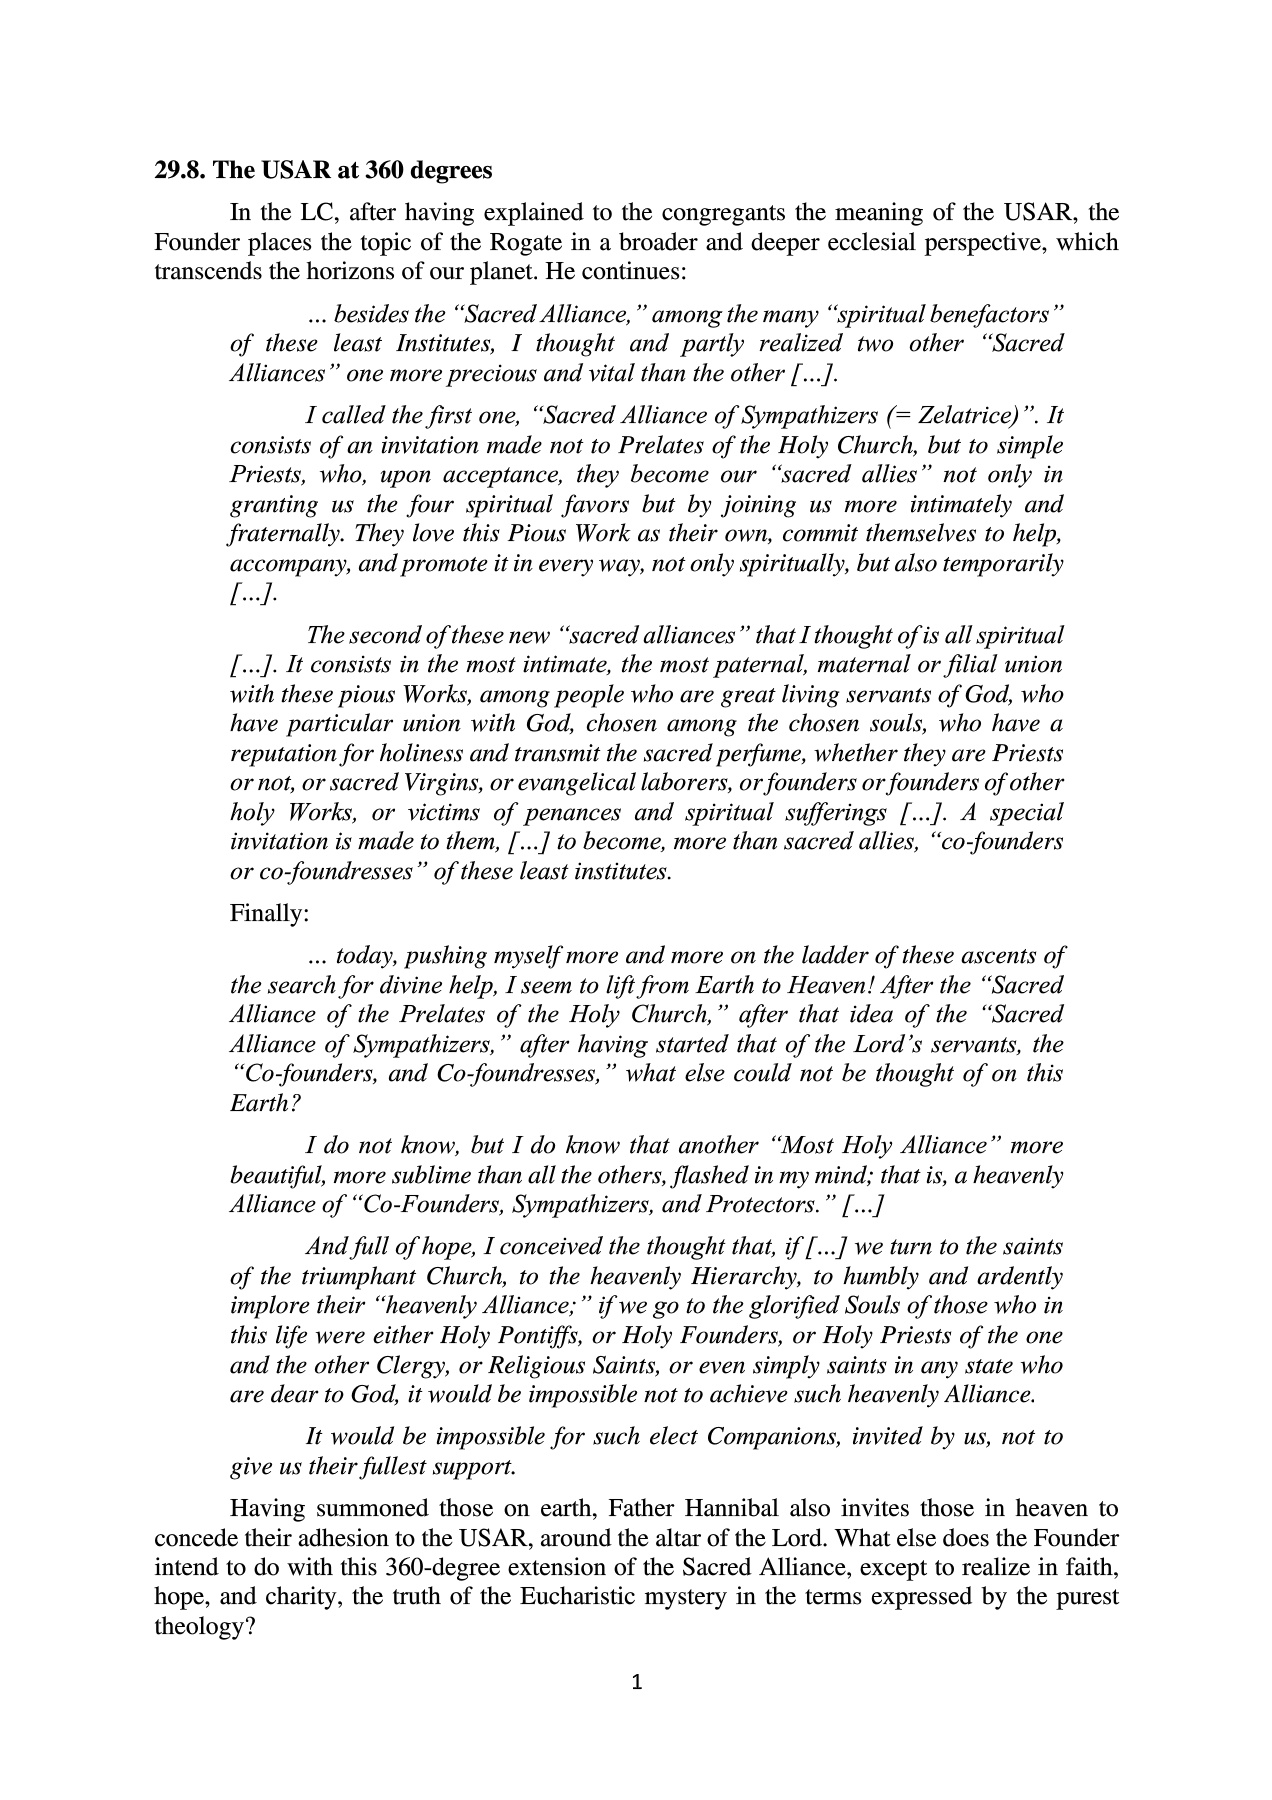 29.8. The USAR at 360 degrees
In the LC, after having explained to the congregants the meaning of the USAR, the
Founder places the topic of the Rogate in a broader and deeper ecclesial perspective, which
transcends the horizons of our planet. He continues:
... besides the “Sacred Alliance,” among the many “spiritual benefactors”
of these least Institutes, I thought and partly realized two other “Sacred
Alliances” one more precious and vital than the other [...].
I called the first one, “Sacred Alliance of Sympathizers (= Zelatrice)”. It
consists of an invitation made not to Prelates of the Holy Church, but to simple
Priests, who, upon acceptance, they become our “sacred allies” not only in
granting us the four spiritual favors but by joining us more intimately and
fraternally. They love this Pious Work as their own, commit themselves to help,
accompany, and promote it in every way, not only spiritually, but also temporarily
[...].
The second of these new “sacred alliances” that I thought of is all spiritual
[...]. It consists in the most intimate, the most paternal, maternal or filial union
with these pious Works, among people who are great living servants of God, who
have particular union with God, chosen among the chosen souls, who have a
reputation for holiness and transmit the sacred perfume, whether they are Priests
or not, or sacred Virgins, or evangelical laborers, or founders or founders of other
holy Works, or victims of penances and spiritual sufferings [...]. A special
invitation is made to them, [...] to become, more than sacred allies, “co-founders
or co-foundresses” of these least institutes.
Finally:
... today, pushing myself more and more on the ladder of these ascents of
the search for divine help, I seem to lift from Earth to Heaven! After the “Sacred
Alliance of the Prelates of the Holy Church,” after that idea of the “Sacred
Alliance of Sympathizers,” after having started that of the Lord’s servants, the
“Co-founders, and Co-foundresses,” what else could not be thought of on this
Earth?
I do not know, but I do know that another “Most Holy Alliance” more
beautiful, more sublime than all the others, flashed in my mind; that is, a heavenly
Alliance of “Co-Founders, Sympathizers, and Protectors.” [...]
And full of hope, I conceived the thought that, if [...] we turn to the saints
of the triumphant Church, to the heavenly Hierarchy, to humbly and ardently
implore their “heavenly Alliance;” if we go to the glorified Souls of those who in
this life were either Holy Pontiffs, or Holy Founders, or Holy Priests of the one
and the other Clergy, or Religious Saints, or even simply saints in any state who
are dear to God, it would be impossible not to achieve such heavenly Alliance.
It would be impossible for such elect Companions, invited by us, not to
give us their fullest support.
Having summoned those on earth, Father Hannibal also invites those in heaven to
concede their adhesion to the USAR, around the altar of the Lord. What else does the Founder
intend to do with this 360-degree extension of the Sacred Alliance, except to realize in faith,
hope, and charity, the truth of the Eucharistic mystery in the terms expressed by the purest
theology?
1